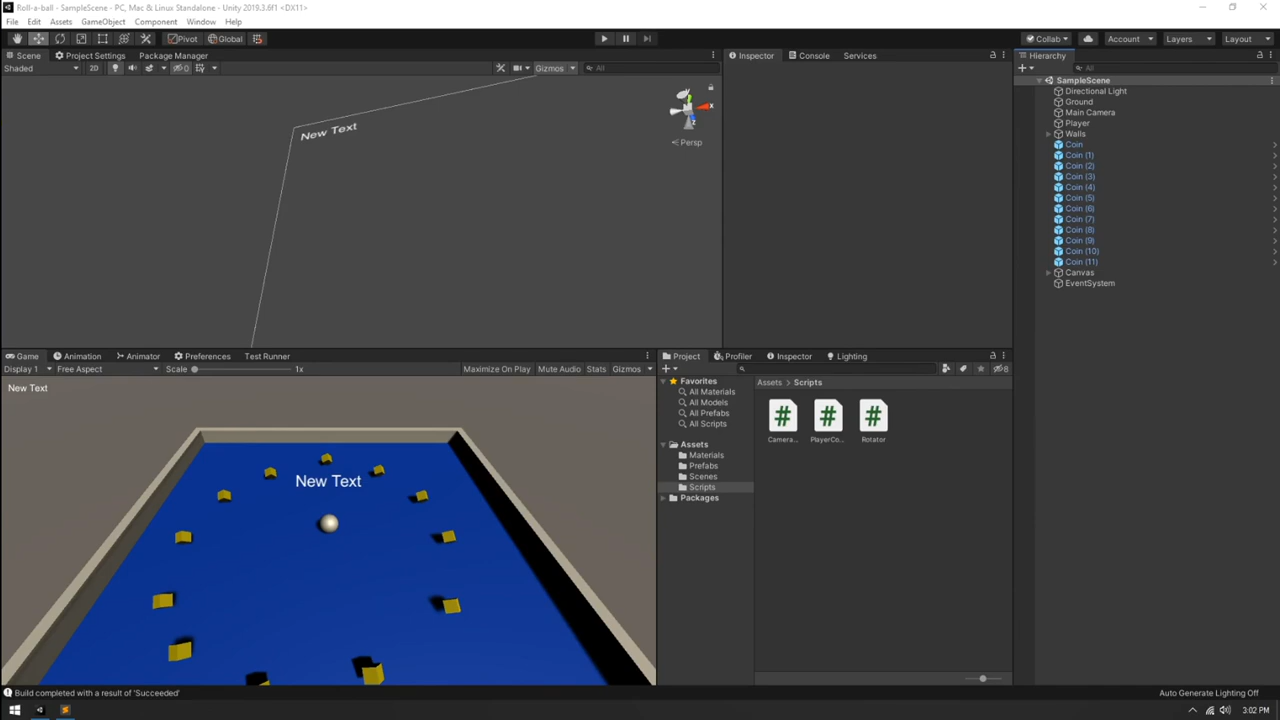 Roll-a-ball - SampleScene - PC, Mac & Linux Standalone - Unity 2019.3.6f1 <DX11>
File Edit Assets GameObject Component Window Help
Pivot Global Collab Account Layers Layout
Scene Project Settings Package Manager
Shaded 2D 0 Gizmos All
New Text
x
z
Persp
Inspector Console Services
Hierarchy
All
SampleScene
Directional Light
Ground
Main Camera
Player
Walls
Coin
Coin (1)
Coin (2)
Coin (3)
Coin (4)
Coin (5)
Coin (6)
Coin (7)
Coin (8)
Coin (9)
Coin (10)
Coin (11)
Canvas
EventSystem
Game Animation Animator Preferences Test Runner
Display 1 Free Aspect Scale 1x Maximize On Play Mute Audio Stats Gizmos
New Text
New Text
Project Profiler Inspector Lighting
8
Favorites
All Materials
All Models
All Prefabs
All Scripts
Assets
Materials
Prefabs
Scenes
Scripts
Packages
Assets > Scripts
# # #
Camera... PlayerCo... Rotator
Build completed with a result of 'Succeeded'
Auto Generate Lighting Off
3:02 PM